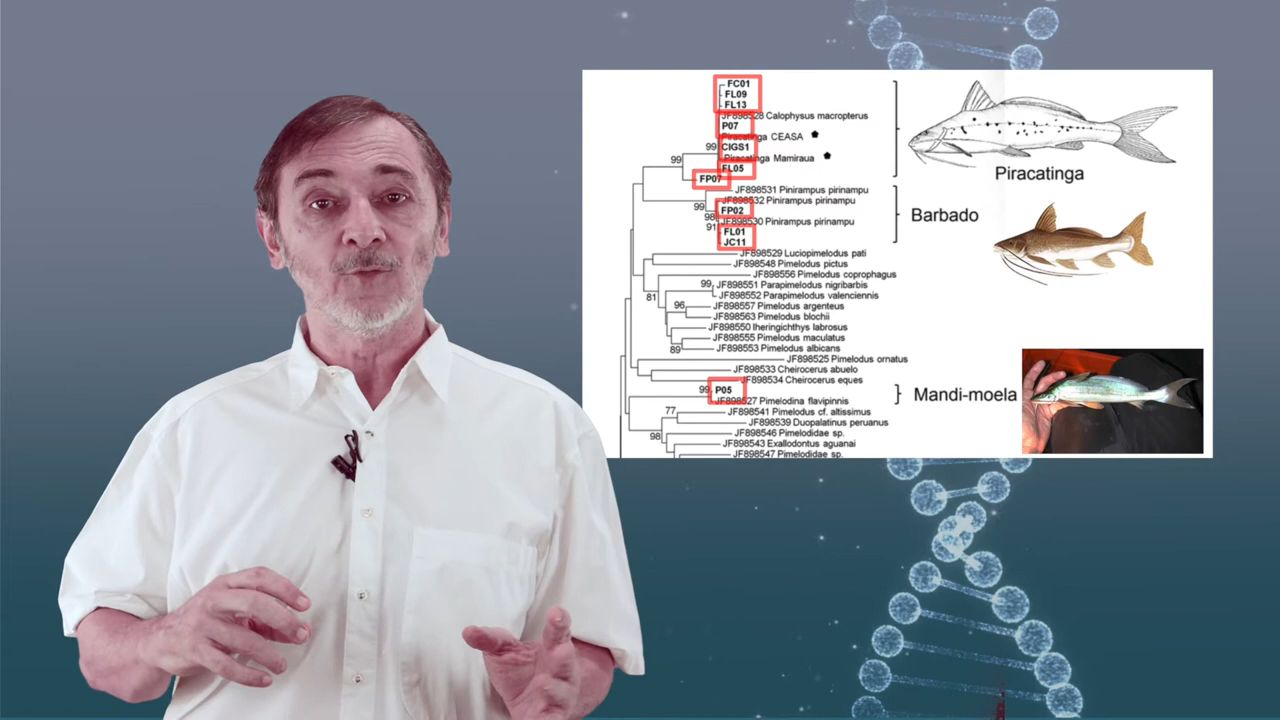 FC01
FL09
FL13
JF898528 Calophysus macropterus
P07
Piracatinga CEASA
99 CIGS1
99
Piracatinga Mamiraua
FL05
FP07
Piracatinga
JF898531 Pinirampus pirinampu
JF898532 Pinirampus pirinampu
99
FP02
98
JF898530 Pinirampus pirinampu
91
FL01
JC11
Barbado
JF898529 Luciopimelodus pati
JF898548 Pimelodus pictus
JF898556 Pimelodus coprophagus
99 JF898551 Parapimelodus nigribarbis
81 JF898552 Parapimelodus valenciennis
96 JF898557 Pimelodus argenteus
JF898563 Pimelodus blochii
JF898550 Iheringichthys labrosus
JF898555 Pimelodus maculatus
89 JF898553 Pimelodus albicans
JF898525 Pimelodus ornatus
JF898533 Cheirocerus abuelo
JF898534 Cheirocerus eques
99 P05
JF898527 Pimelodina flavipinnis
Mandi-moela
77 JF898541 Pimelodus cf. altissimus
JF898539 Duopalatinus peruanus
98 JF898546 Pimelodidae sp.
JF898543 Exallodontus aguanai
JF898547 Pimelodidae sp.